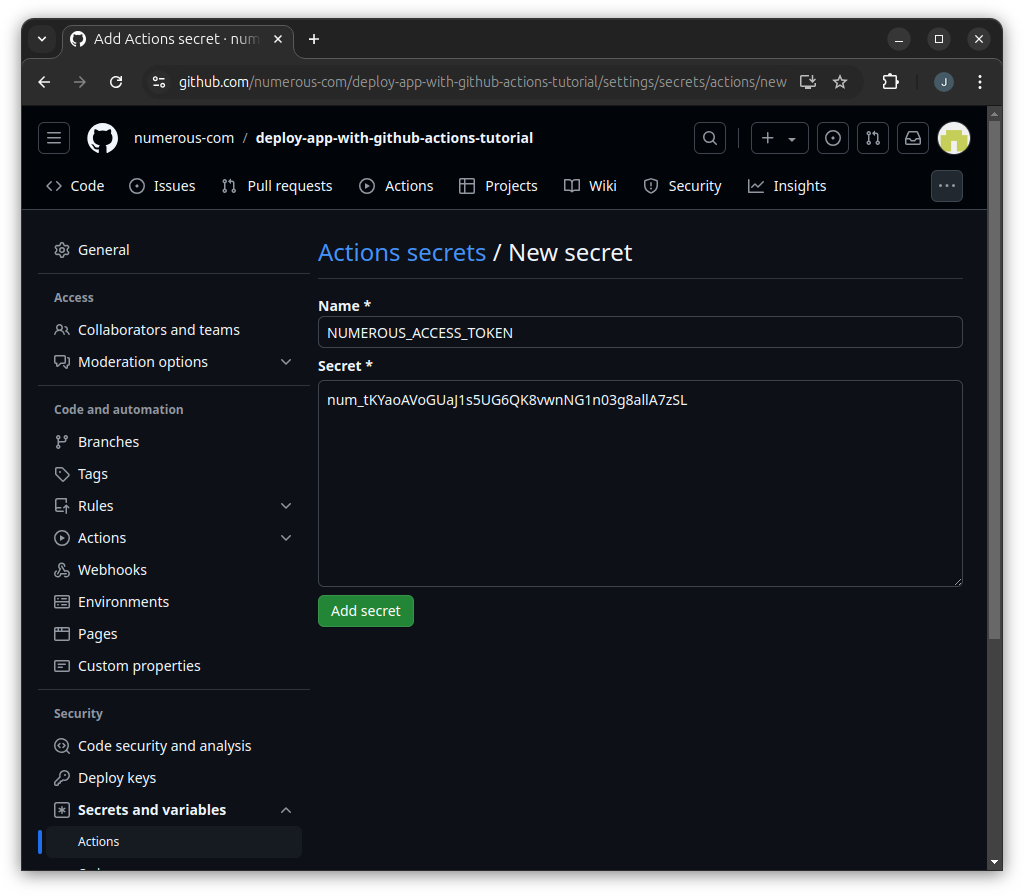 Add Actions secret · num
github.com/numerous-com/deploy-app-with-github-actions-tutorial/settings/secrets/actions/new
J
numerous-com / deploy-app-with-github-actions-tutorial
Code Issues Pull requests Actions Projects Wiki Security Insights
General
Access
Collaborators and teams
Moderation options
Code and automation
Branches
Tags
Rules
Actions
Webhooks
Environments
Pages
Custom properties
Security
Code security and analysis
Deploy keys
Secrets and variables
Actions
Actions secrets / New secret
Name *
NUMEROUS_ACCESS_TOKEN
Secret *
num_tKYaoAVoGUaJ1s5UG6QK8vwnNG1n03g8allA7zSL
Add secret